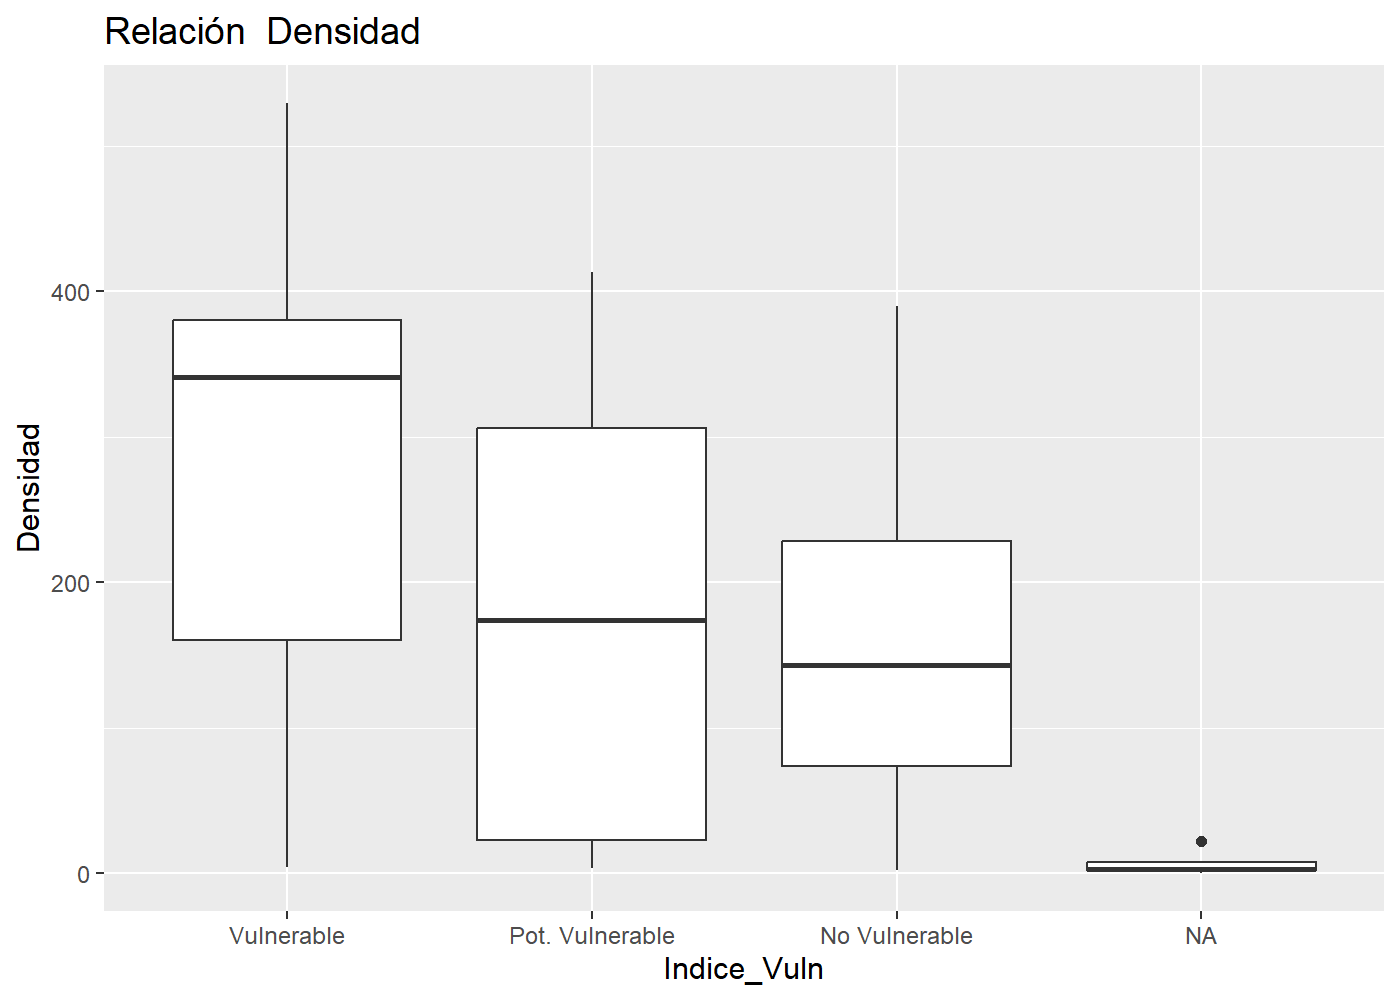 Relación  Densidad
Densidad
400
200
0
Vulnerable
Pot. Vulnerable
No Vulnerable
NA
Indice_Vuln